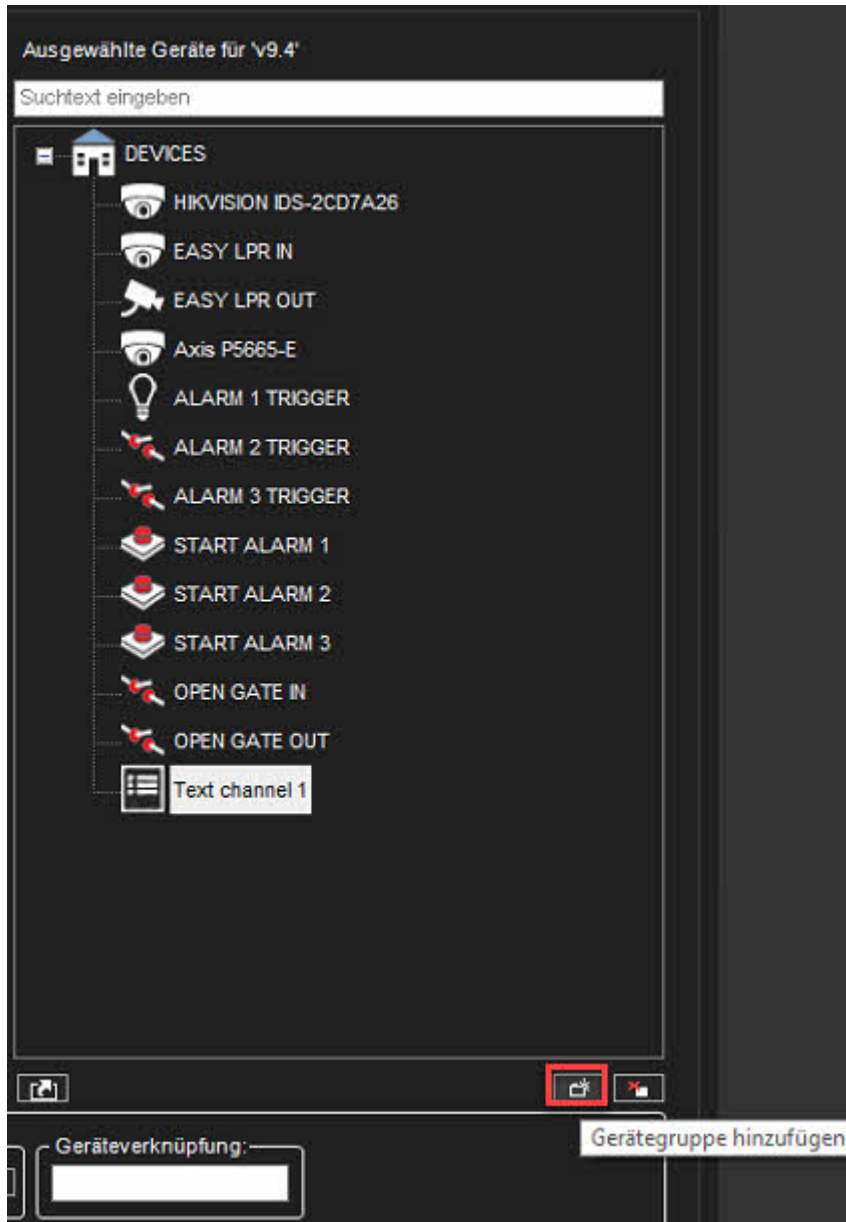 Ausgewählte Geräte für 'v9.4'
Suchtext eingeben
DEVICES
HIKVISION IDS-2CD7A26
EASY LPR IN
EASY LPR OUT
Axis P5665-E
ALARM 1 TRIGGER
ALARM 2 TRIGGER
ALARM 3 TRIGGER
START ALARM 1
START ALARM 2
START ALARM 3
OPEN GATE IN
OPEN GATE OUT
Text channel 1
Gerätegruppe hinzufügen
Geräteverknüpfung: